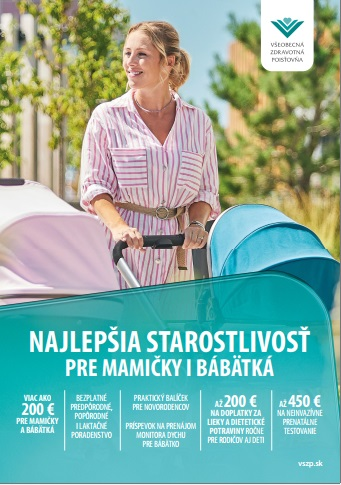 VŠEOBECNÁ
ZDRAVOTNÁ
POISŤOVŇA
NAJLEPŠIA STAROSTLIVOSŤ
PRE MAMIČKY I BÁBÄTKÁ
VIAC AKO
200 €
PRE MAMIČKY
A BÁBÄTKÁ
BEZPLATNÉ
PREDPÔRODNÉ,
POPÔRODNÉ
I LAKTAČNÉ
PORADENSTVO
PRAKTICKÝ BALÍČEK
PRE NOVORODENCOV
PRÍSPEVOK NA PRENÁJOM
MONITORA DYCHU
PRE BÁBÄTKO
AŽ 200 €
NA DOPLATKY ZA
LIEKY A DIETETICKÉ
POTRAVINY ROČNE
PRE RODIČOV AJ DETI
AŽ 450 €
NA NEINVAZÍVNE
PRENATÁLNE
TESTOVANIE
vszp.sk